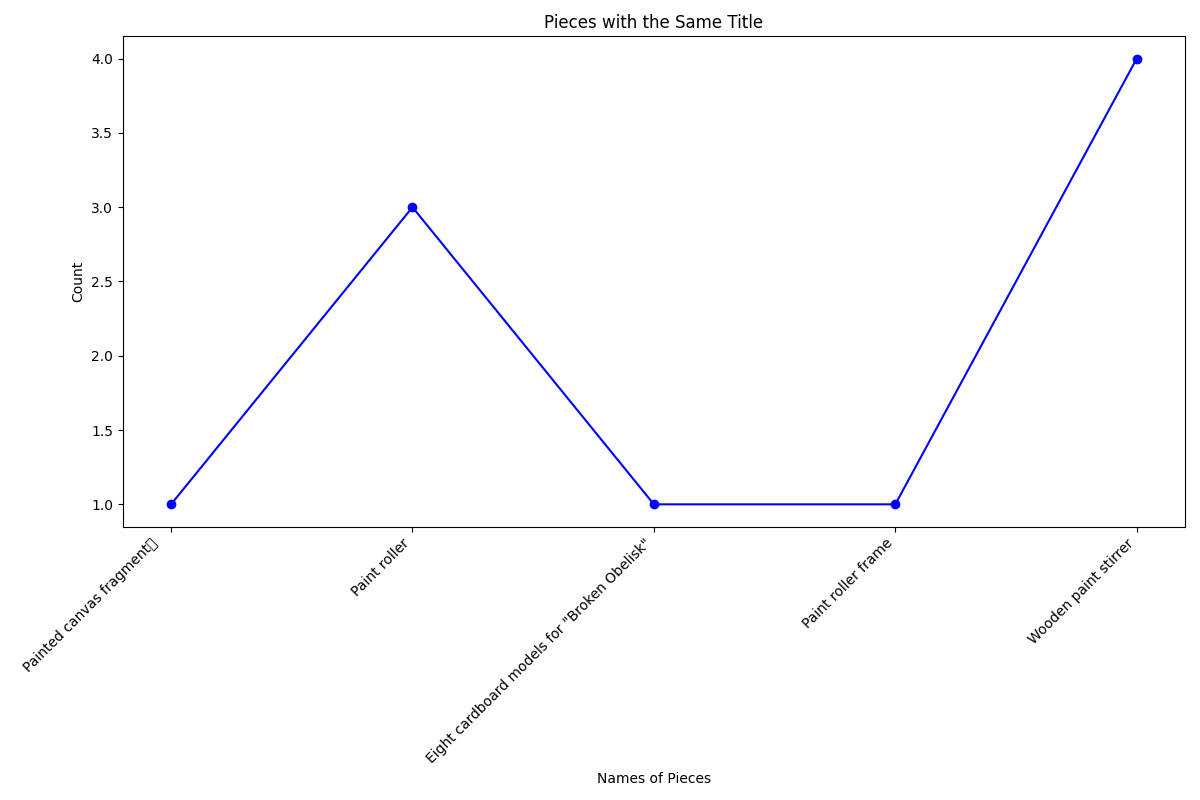 Pieces with the Same Title
Count
4.0
3.5
3.0
2.5
2.0
1.5
1.0
Painted canvas fragment
Paint roller
Eight cardboard models for "Broken Obelisk"
Paint roller frame
Wooden paint stirrer
Names of Pieces